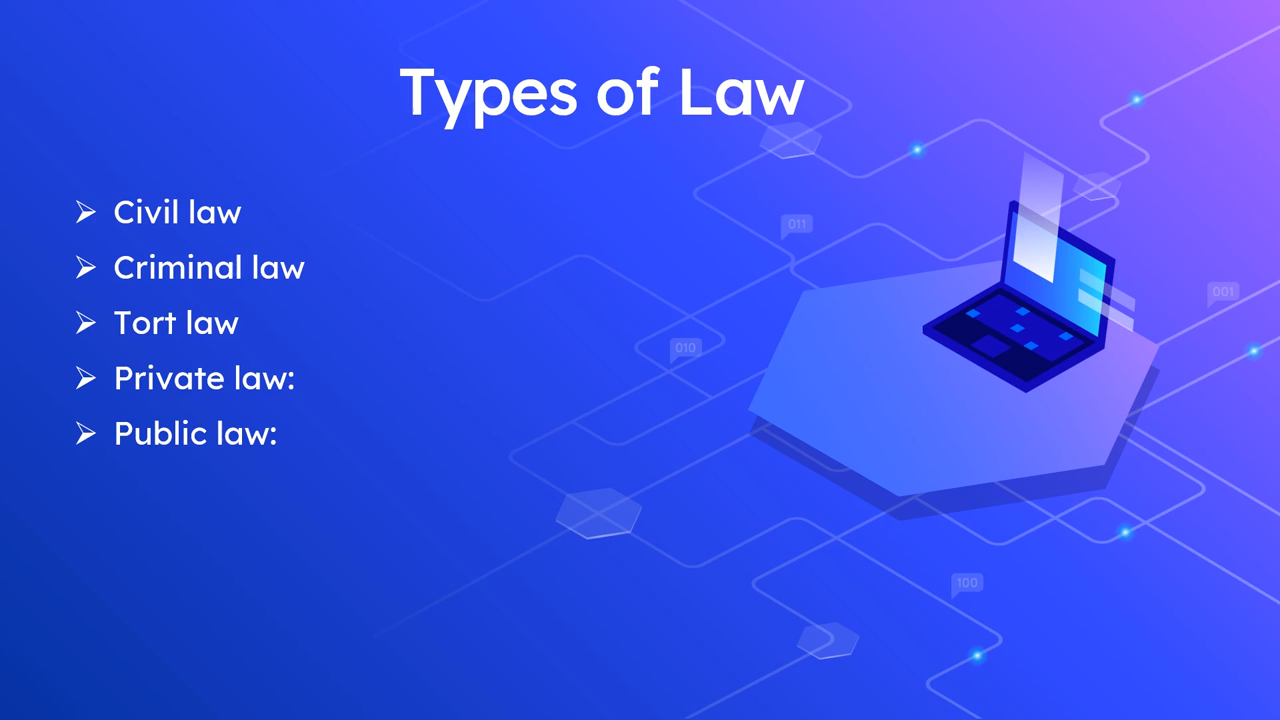 Types of Law
➢ Civil law
➢ Criminal law
➢ Tort law
➢ Private law:
➢ Public law:
011
001
010
100